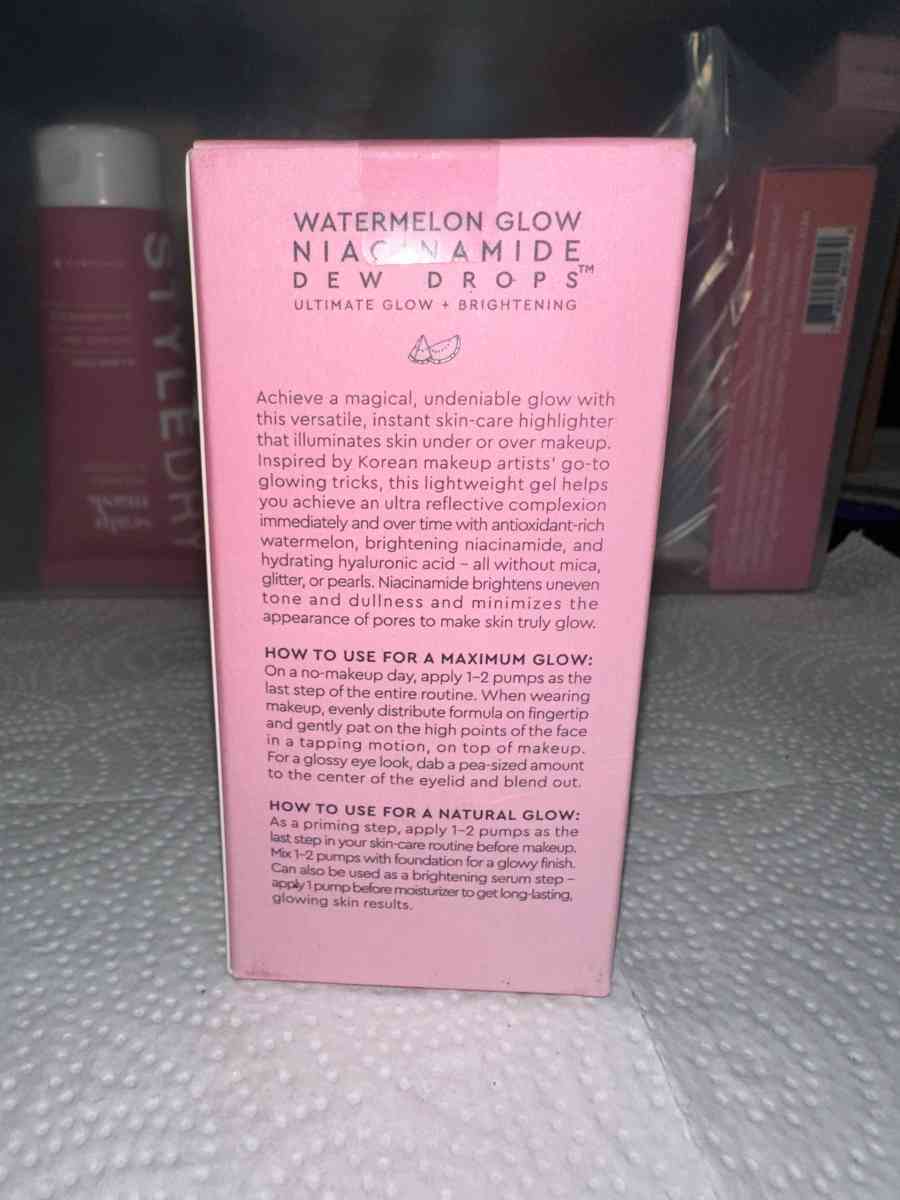 WATERMELON GLOW
NIACINAMIDE
DEW DROPS™
ULTIMATE GLOW + BRIGHTENING
Achieve a magical, undeniable glow with
this versatile, instant skin-care highlighter
that illuminates skin under or over makeup.
Inspired by Korean makeup artists' go-to
glowing tricks, this lightweight gel helps
you achieve an ultra reflective complexion
immediately and over time with antioxidant-rich
watermelon, brightening niacinamide, and
hydrating hyaluronic acid – all without mica,
glitter, or pearls. Niacinamide brightens uneven
tone and dullness and minimizes the
appearance of pores to make skin truly glow.
HOW TO USE FOR A MAXIMUM GLOW:
On a no-makeup day, apply 1–2 pumps as the
last step of the entire routine. When wearing
makeup, evenly distribute formula on fingertip
and gently pat on the high points of the face
in a tapping motion, on top of makeup.
For a glossy eye look, dab a pea-sized amount
to the center of the eyelid and blend out.
HOW TO USE FOR A NATURAL GLOW:
As a priming step, apply 1–2 pumps as the
last step in your skin-care routine before makeup.
Mix 1–2 pumps with foundation for a glowy finish.
Can also be used as a brightening serum step –
apply 1 pump before moisturizer to get long-lasting,
glowing skin results.
STYLEDRY
mask